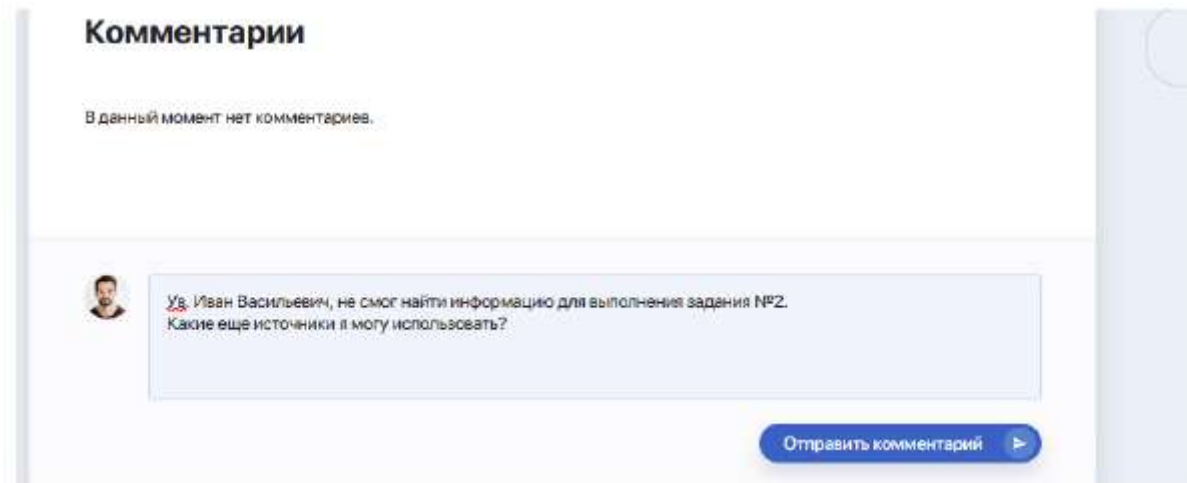 Комментарии
В данный момент нет комментариев.
Ув. Иван Васильевич, не смог найти информацию для выполнения задания №2.
Какие еще источники я могу использовать?
Отправить комментарий